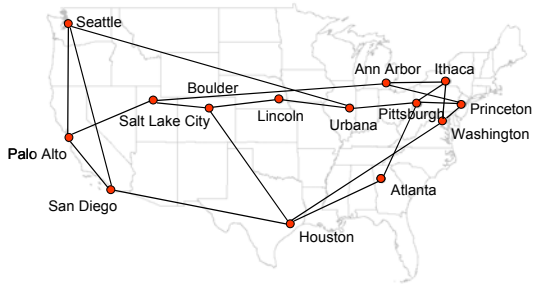 Seattle
Ann Arbor
Ithaca
Boulder
Salt Lake City
Lincoln
Urbana
Pittsburgh
Princeton
Washington
Palo Alto
San Diego
Atlanta
Houston